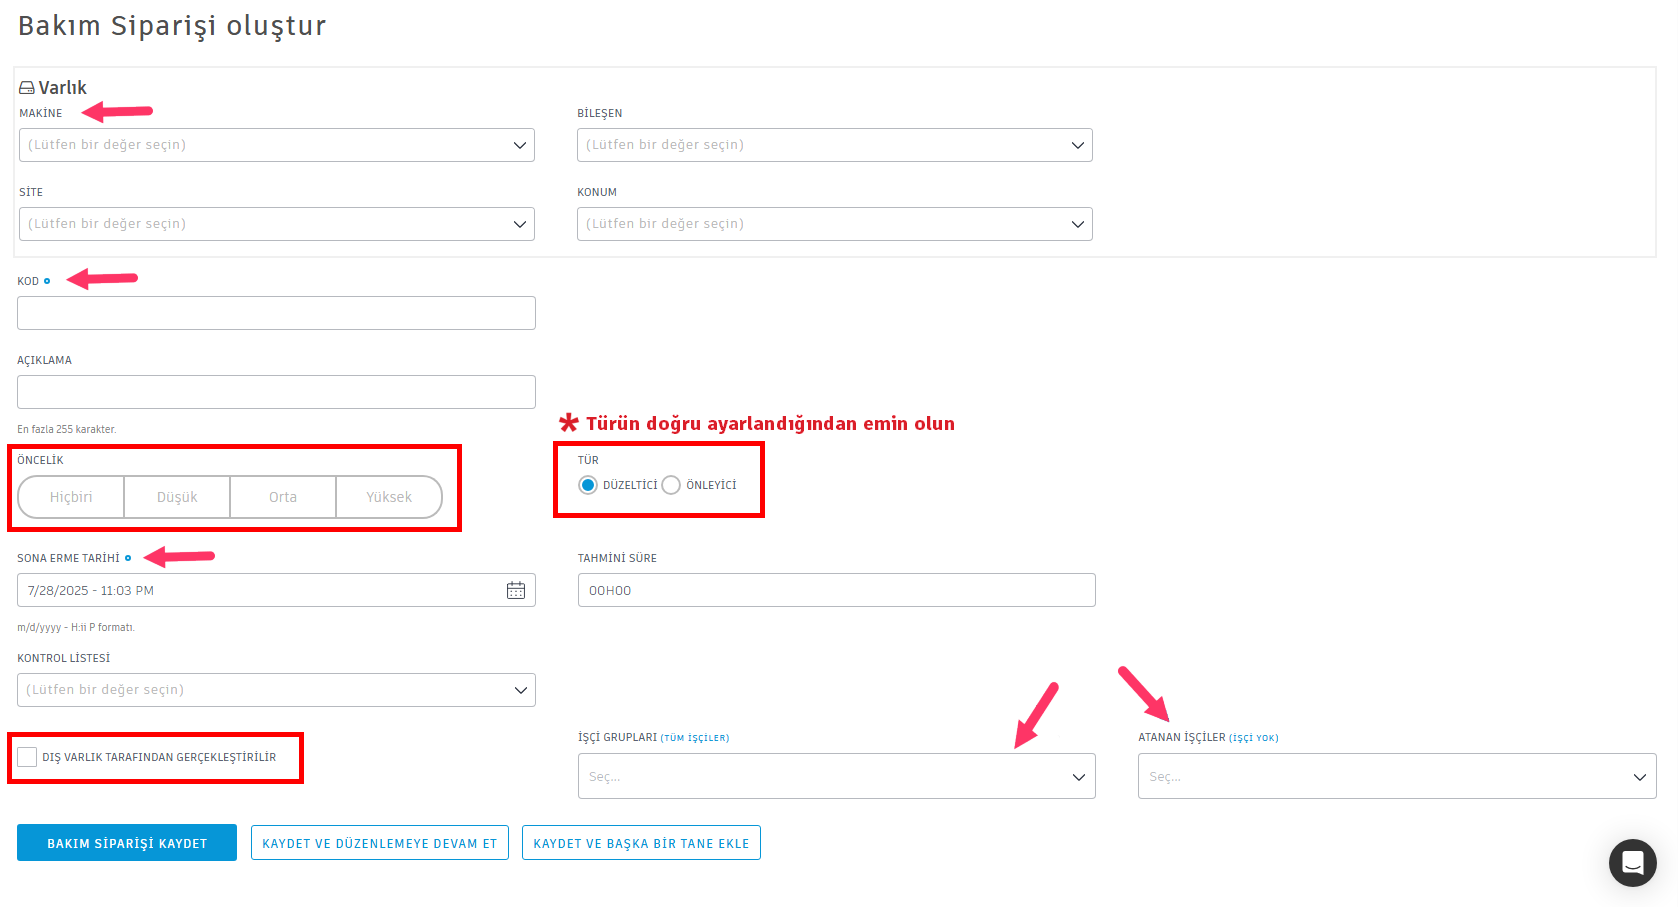 Bakım Siparişi oluştur
Varlık
MAKİNE
BİLEŞEN
(Lütfen bir değer seçin)
(Lütfen bir değer seçin)
SİTE
KONUM
(Lütfen bir değer seçin)
(Lütfen bir değer seçin)
KOD
AÇIKLAMA
En fazla 255 karakter.
* Türün doğru ayarlandığından emin olun
ÖNCELİK
Hiçbiri Düşük Orta Yüksek
TÜR
DÜZELTİCİ ÖNLEYİCİ
SONA ERME TARİHİ
TAHMİNİ SÜRE
7/28/2025 - 11:03 PM
00H00
m/d/yyyy - H:ii P formatı.
KONTROL LİSTESİ
(Lütfen bir değer seçin)
DIŞ VARLIK TARAFINDAN GERÇEKLEŞTİRİLİR
İŞÇİ GRUPLARI (TÜM İŞÇİLER)
Seç...
ATANAN İŞÇİLER (İŞÇİ YOK)
Seç...
BAKIM SİPARİŞİ KAYDET
KAYDET VE DÜZENLEMEYE DEVAM ET
KAYDET VE BAŞKA BİR TANE EKLE